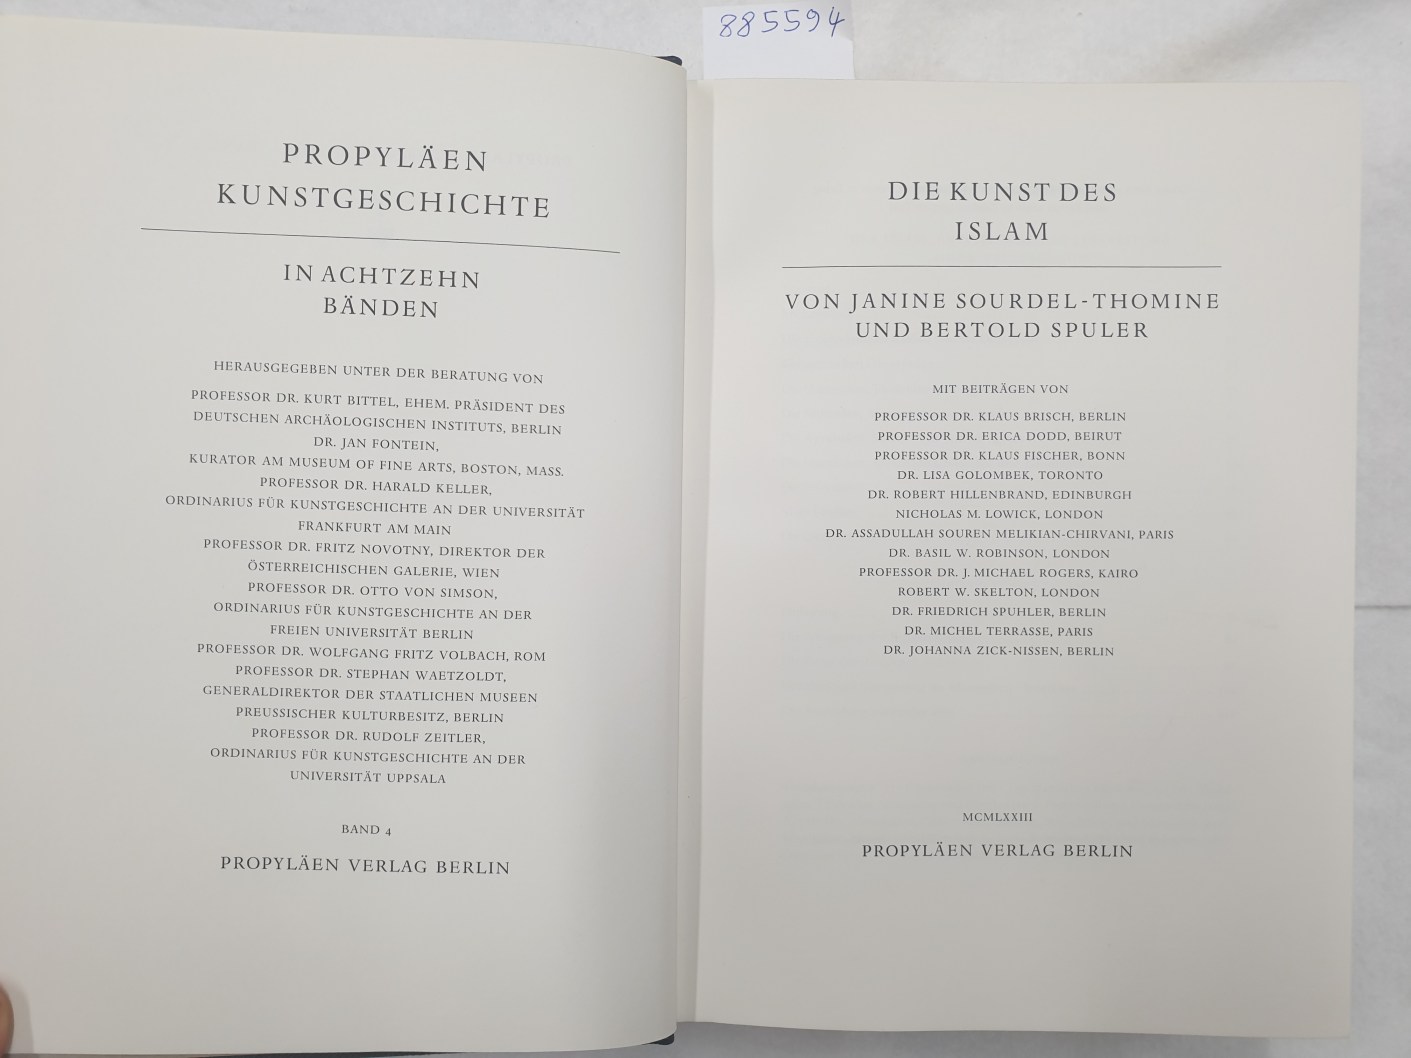 885594
PROPYLÄEN
KUNSTGESCHICHTE
IN ACHTZEHN
BÄNDEN
HERAUSGEGEBEN UNTER DER BERATUNG VON
PROFESSOR DR. KURT BITTEL, EHEM. PRÄSIDENT DES
DEUTSCHEN ARCHÄOLOGISCHEN INSTITUTS, BERLIN
DR. JAN FONTEIN,
KURATOR AM MUSEUM OF FINE ARTS, BOSTON, MASS.
PROFESSOR DR. HARALD KELLER,
ORDINARIUS FÜR KUNSTGESCHICHTE AN DER UNIVERSITÄT
FRANKFURT AM MAIN
PROFESSOR DR. FRITZ NOVOTNY, DIREKTOR DER
ÖSTERREICHISCHEN GALERIE, WIEN
PROFESSOR DR. OTTO VON SIMSON,
ORDINARIUS FÜR KUNSTGESCHICHTE AN DER
FREIEN UNIVERSITÄT BERLIN
PROFESSOR DR. WOLFGANG FRITZ VOLBACH, ROM
PROFESSOR DR. STEPHAN WAETZOLDT,
GENERALDIREKTOR DER STAATLICHEN MUSEEN
PREUSSISCHER KULTURBESITZ, BERLIN
PROFESSOR DR. RUDOLF ZEITLER,
ORDINARIUS FÜR KUNSTGESCHICHTE AN DER
UNIVERSITÄT UPPSALA
BAND 4
PROPYLÄEN VERLAG BERLIN
DIE KUNST DES
ISLAM
VON JANINE SOURDEL-THOMINE
UND BERTOLD SPULER
MIT BEITRÄGEN VON
PROFESSOR DR. KLAUS BRISCH, BERLIN
PROFESSOR DR. ERICA DODD, BEIRUT
PROFESSOR DR. KLAUS FISCHER, BONN
DR. LISA GOLOMBEK, TORONTO
DR. ROBERT HILLENBRAND, EDINBURGH
NICHOLAS M. LOWICK, LONDON
DR. ASSADULLAH SOUREN MELIKIAN-CHIRVANI, PARIS
DR. BASIL W. ROBINSON, LONDON
PROFESSOR DR. J. MICHAEL ROGERS, KAIRO
ROBERT W. SKELTON, LONDON
DR. FRIEDRICH SPUHLER, BERLIN
DR. MICHEL TERRASSE, PARIS
DR. JOHANNA ZICK-NISSEN, BERLIN
MCMLXXIII
PROPYLÄEN VERLAG BERLIN